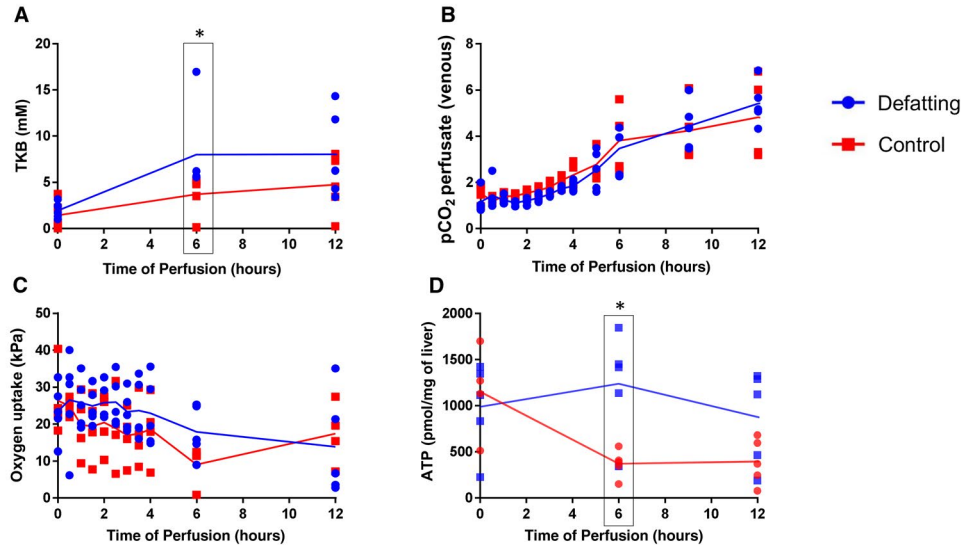 A
*
20
15
10
5
0
TKB (mM)
0 2 4 6 8 10 12
Time of Perfusion (hours)
B
8
6
4
2
0
pCO2 perfusate (venous)
0 2 4 6 8 10 12
Time of Perfusion (hours)
Defatting
Control
C
50
40
30
20
10
0
Oxygen uptake (kPa)
0 2 4 6 8 10 12
Time of Perfusion (hours)
D
*
2000
1500
1000
500
0
ATP (pmol/mg of liver)
0 2 4 6 8 10 12
Time of Perfusion (hours)